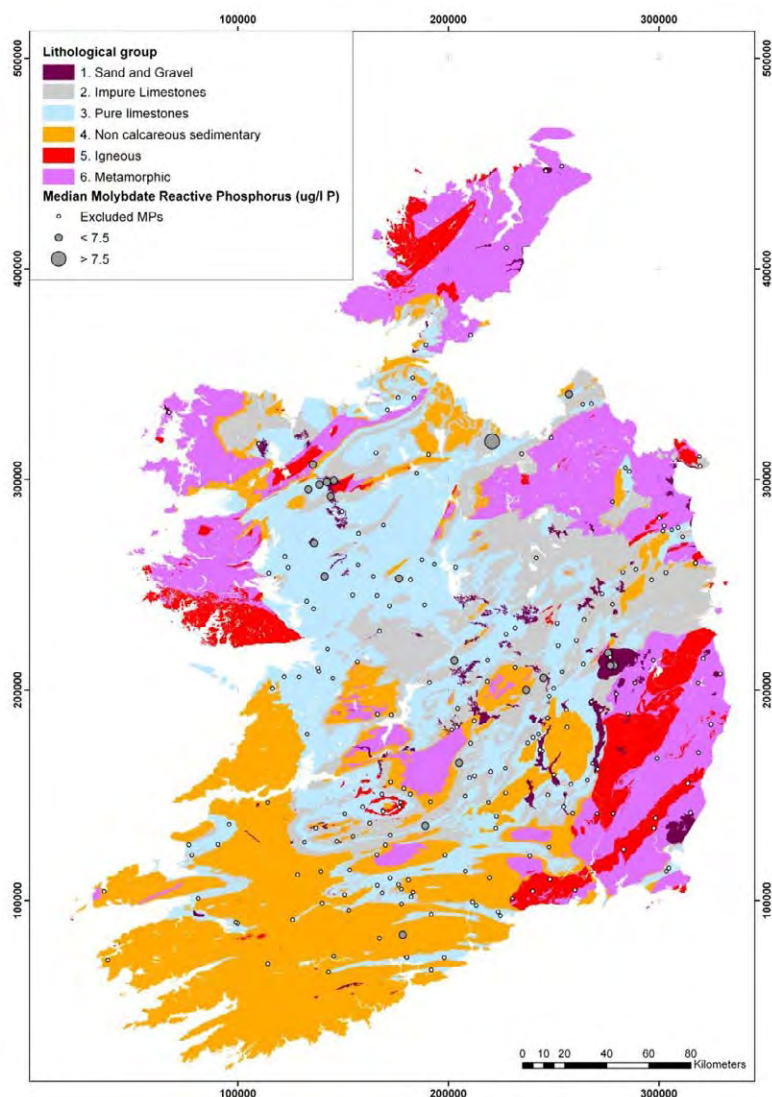 100000 200000 300000
Lithological group
1. Sand and Gravel
2. Impure Limestones
3. Pure limestones
4. Non calcareous sedimentary
5. Igneous
6. Metamorphic
Median Molybdate Reactive Phosphorus (ug/l P)
Excluded MPs
< 7.5
> 7.5
500000 500000
400000 400000
300000 300000
200000 200000
100000 100000
0 10 20 40 60 80
Kilometers
100000 200000 300000